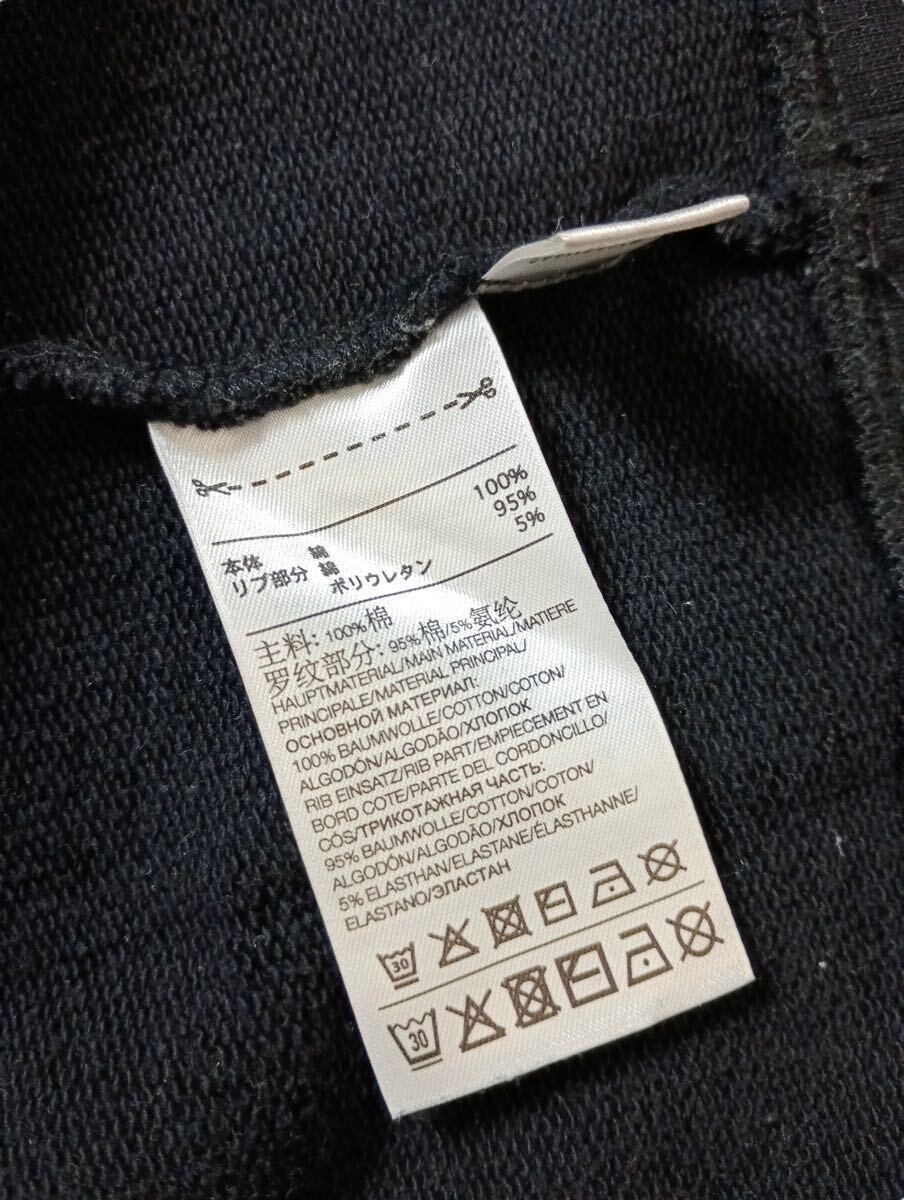 本体 綿 100%
リブ部分 綿 95%
ポリウレタン 5%
主料: 100%棉
罗纹部分: 95%棉/5%氨纶
HAUPTMATERIAL/MAIN MATERIAL/MATIERE
PRINCIPALE/MATERIAL PRINCIPAL/
ОСНОВНОЙ МАТЕРИАЛ:
100% BAUMWOLLE/COTTON/COTON/
ALGODÓN/ALGODÃO/ХЛОПОК
RIB EINSATZ/RIB PART/EMPIECEMENT EN
BORD COTE/PARTE DEL CORDONCILLO/
CÓS/ТРИКОТАЖНАЯ ЧАСТЬ:
95% BAUMWOLLE/COTTON/COTON/
ALGODÓN/ALGODÃO/ХЛОПОК
5% ELASTHAN/ELASTANE/ÉLASTHANNE/
ELASTANO/ЭЛАСТАН
30
30